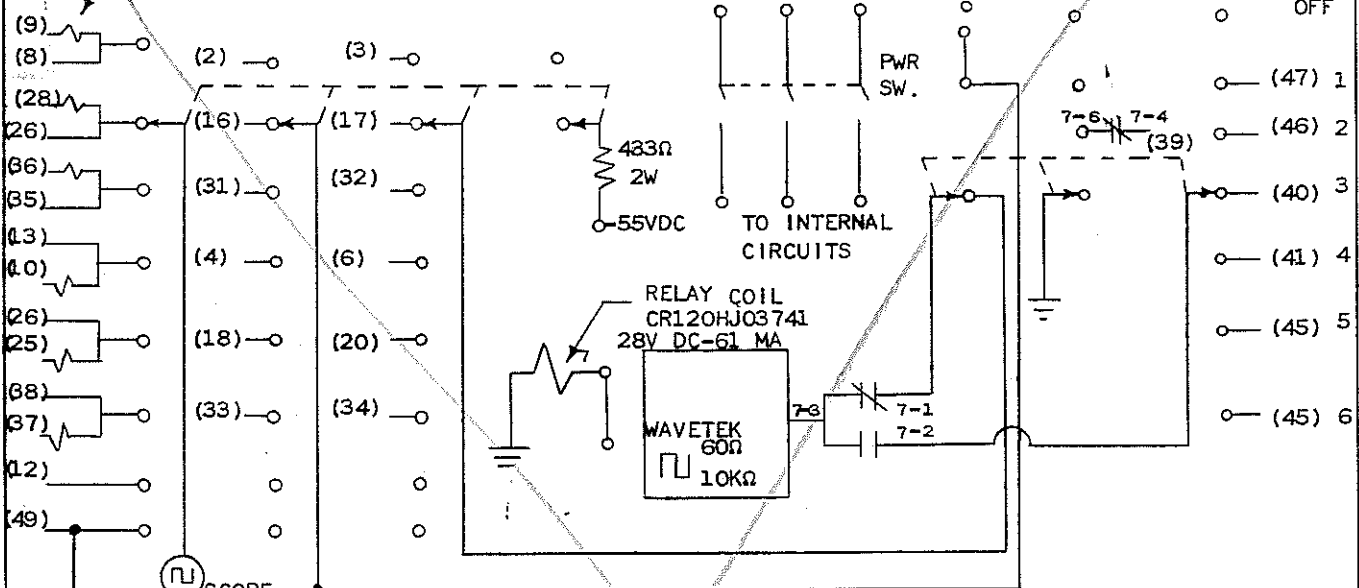 (9)
(8)
(2)
(3)
OFF
PWR
SW.
(47) 1
(28)
(26)
(16)
(17)
7-6 7-4
(39)
(46) 2
433Ω
2W
(36)
(35)
(31)
(32)
(40) 3
-55VDC
TO INTERNAL
CIRCUITS
(13)
(10)
(4)
(6)
(41) 4
RELAY COIL
CR120HJ03741
28V DC-61 MA
(26)
(25)
(18)
(20)
(45) 5
(38)
(37)
(33)
(34)
7-3
7-1
7-2
(45) 6
WAVETEK
60Ω
10KΩ
(12)
(49)
SCOPE